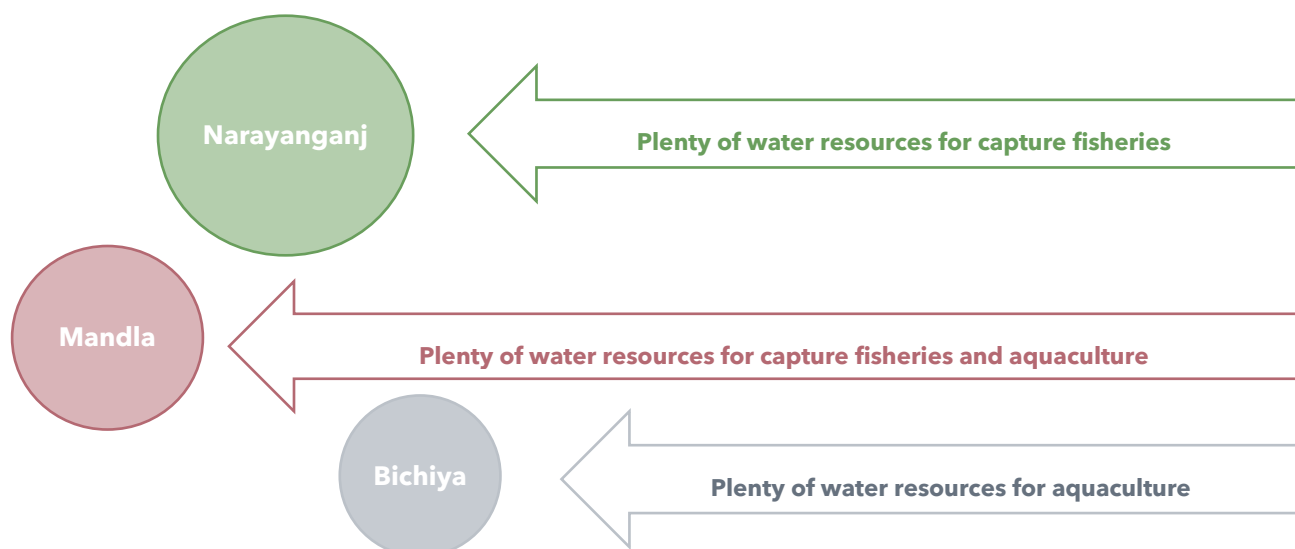 Narayanganj
Plenty of water resources for capture fisheries
Mandla
Plenty of water resources for capture fisheries and aquaculture
Bichiya
Plenty of water resources for aquaculture